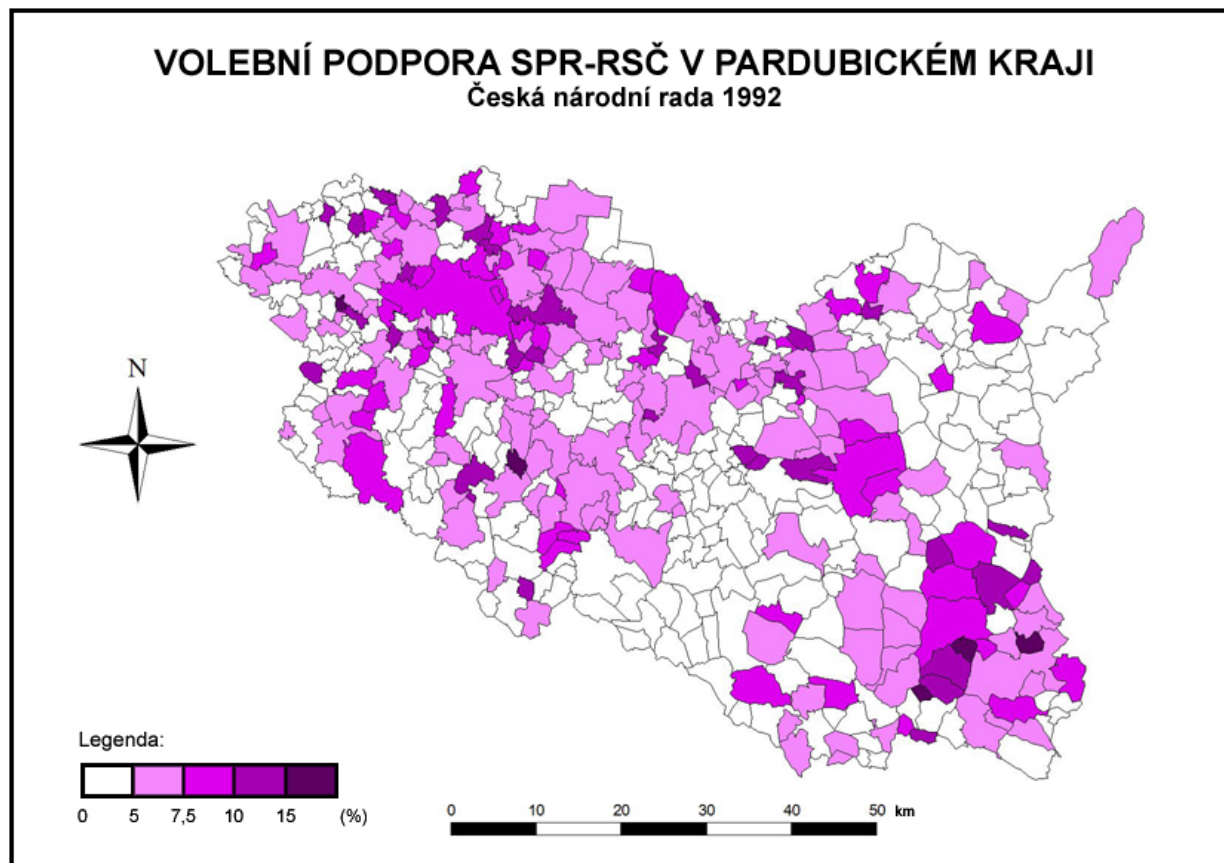 VOLEBNÍ PODPORA SPR-RSČ V PARDUBICKÉM KRAJI
Česká národní rada 1992
N
Legenda:
0 5 7,5 10 15 (%)
0 10 20 30 40 50 km